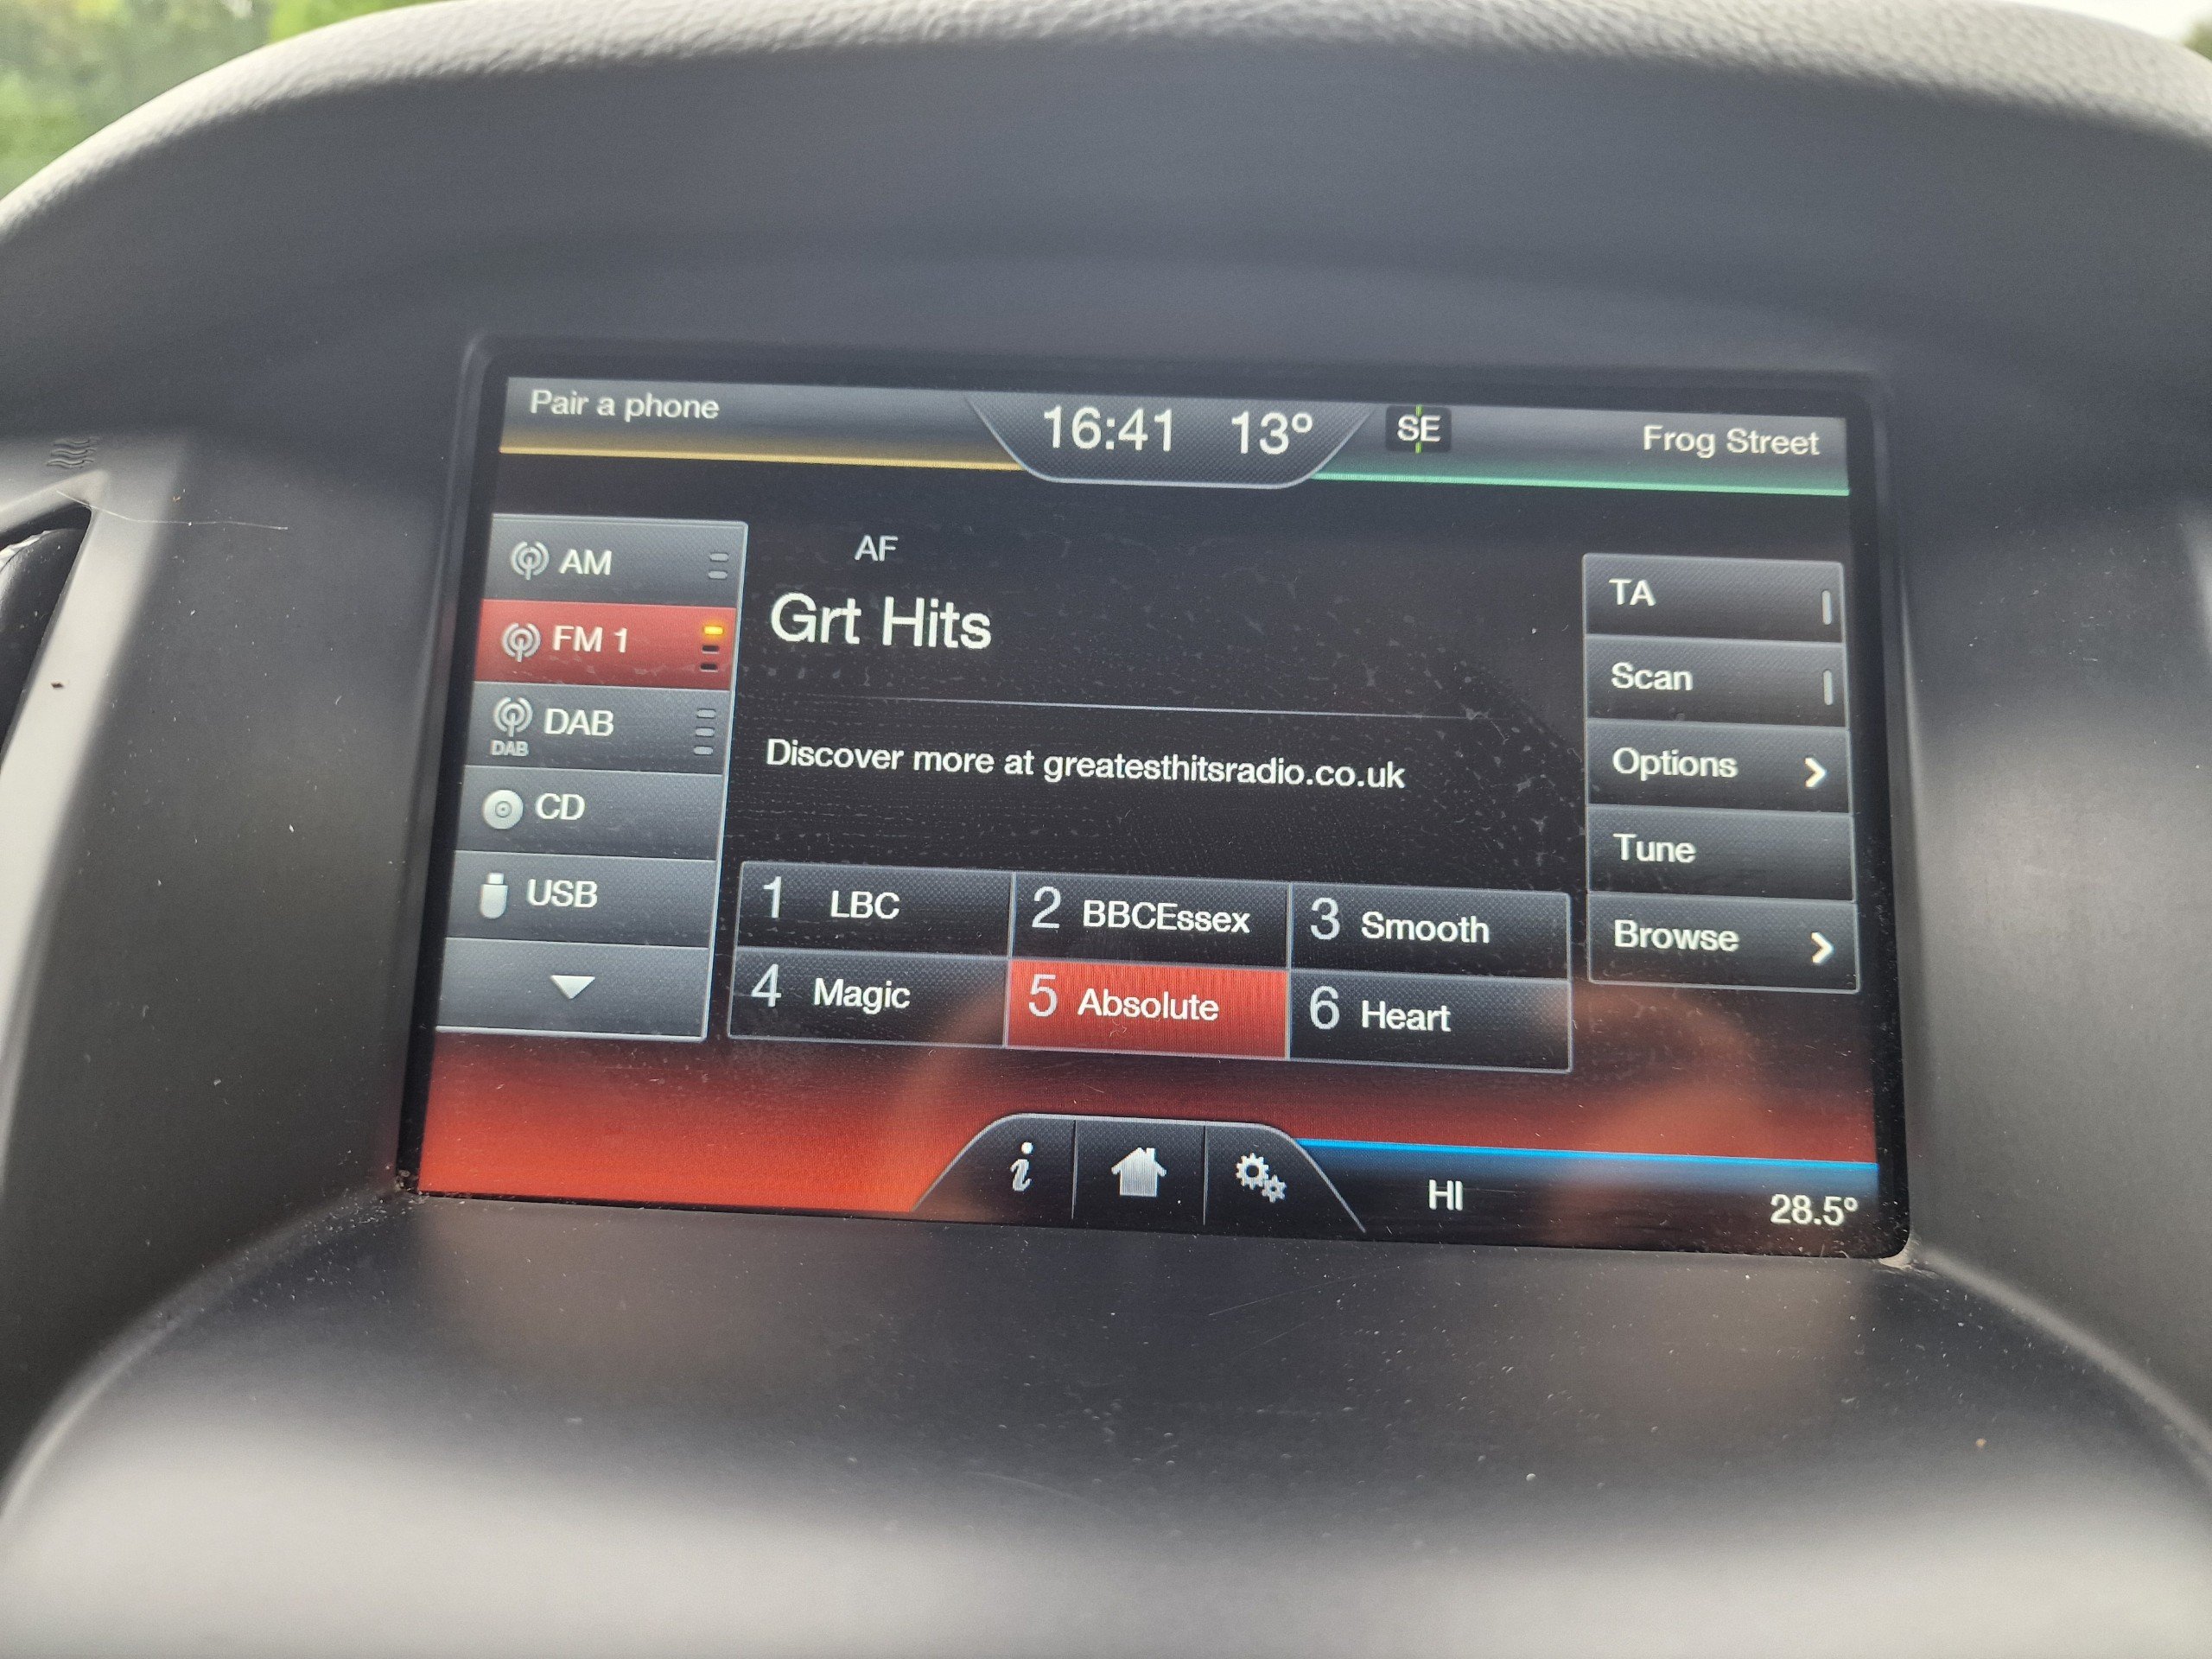 Pair a phone
16:41 13° SE Frog Street
AM
FM 1
DAB
DAB
CD
USB
AF
Grt Hits
Discover more at greatesthitsradio.co.uk
1 LBC 2 BBCEssex 3 Smooth
4 Magic 5 Absolute 6 Heart
TA
Scan
Options
Tune
Browse
i
HI 28.5°